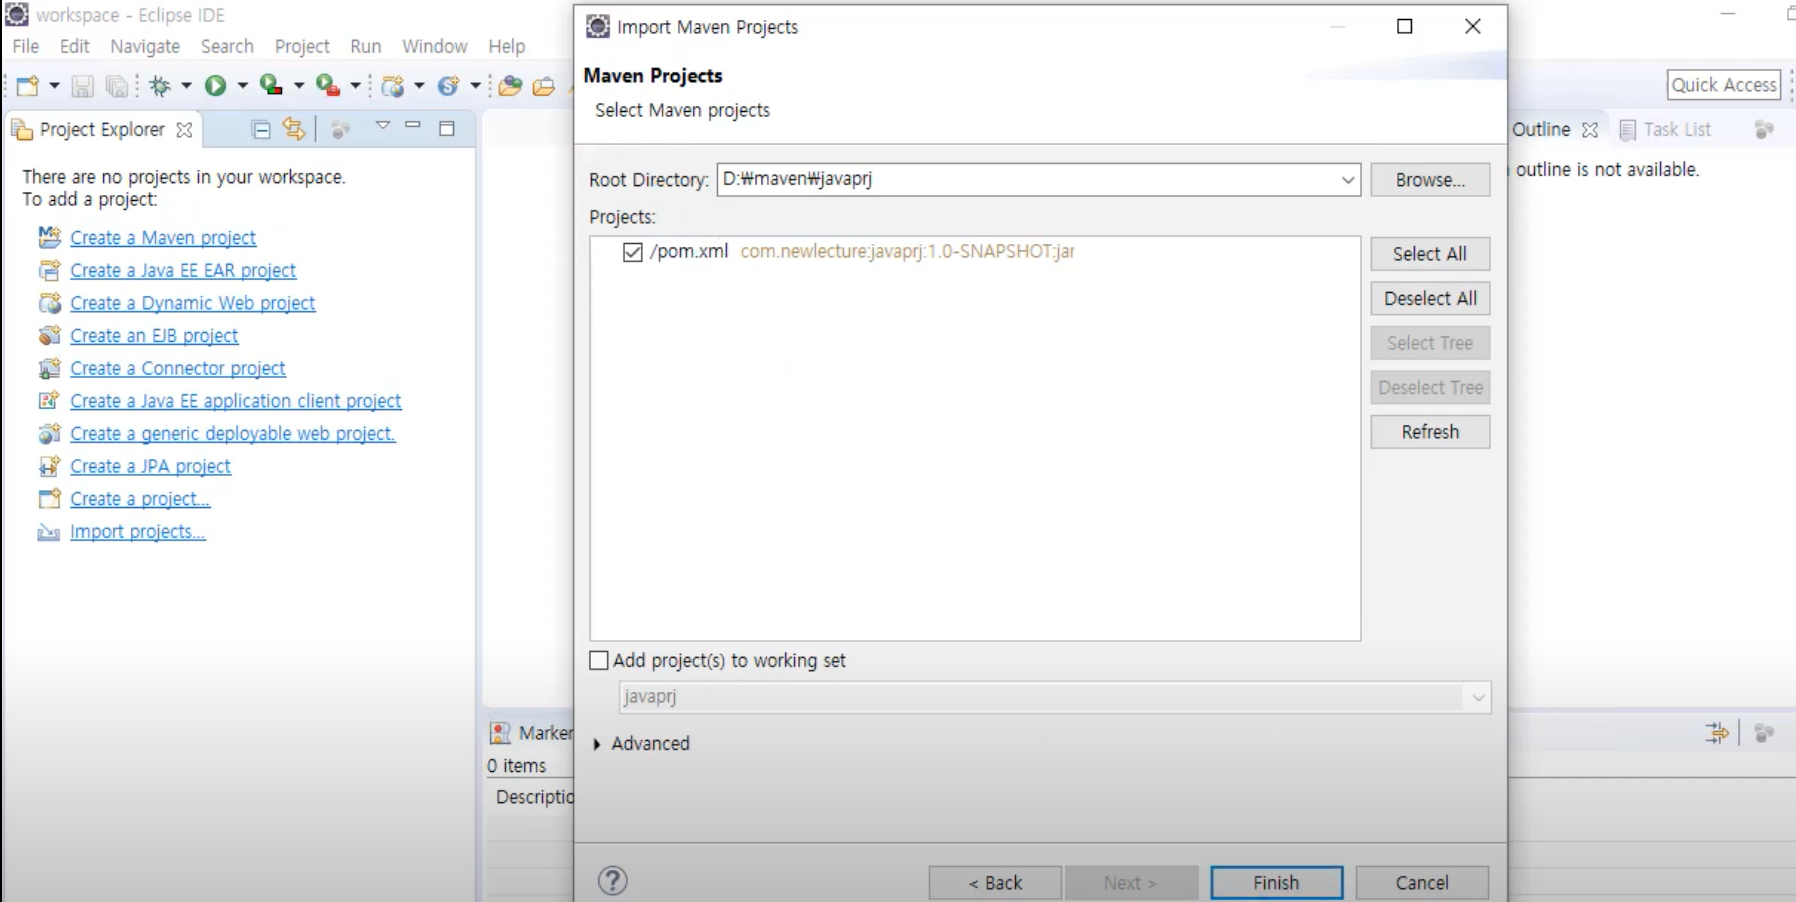 workspace - Eclipse IDE
File Edit Navigate Search Project Run Window Help
Quick Access
Project Explorer
There are no projects in your workspace.
To add a project:
Create a Maven project
Create a Java EE EAR project
Create a Dynamic Web project
Create an EJB project
Create a Connector project
Create a Java EE application client project
Create a generic deployable web project.
Create a JPA project
Create a project...
Import projects...
Import Maven Projects
Maven Projects
Select Maven projects
Root Directory: D:₩maven₩javaprj Browse...
Projects:
/pom.xml com.newlecture:javaprj:1.0-SNAPSHOT:jar
Select All
Deselect All
Select Tree
Deselect Tree
Refresh
Add project(s) to working set
javaprj
Advanced
< Back Next > Finish Cancel
Outline Task List
outline is not available.
Marker
0 items
Descriptio